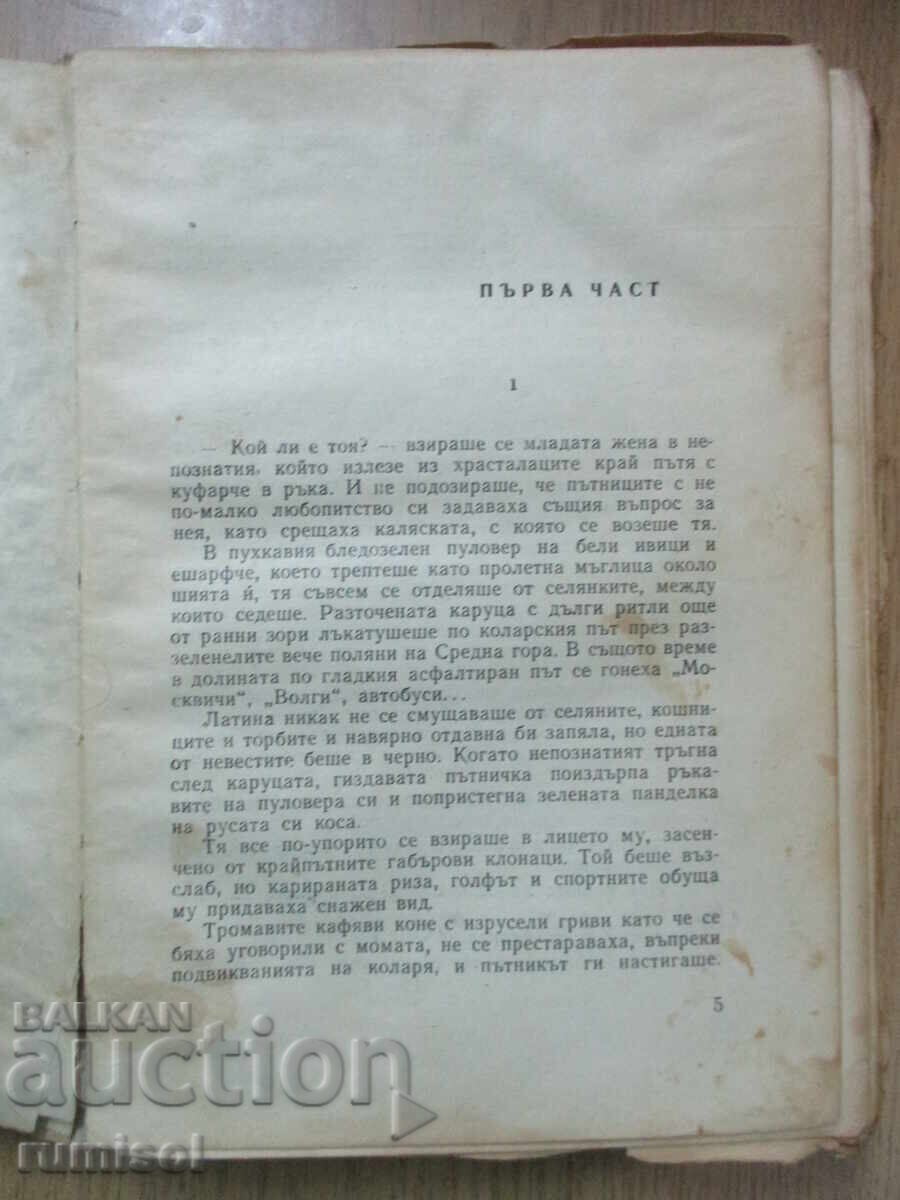 ПЪРВА ЧАСТ
1
— Кой ли е тоя? — взираше се младата жена в не-
познатия, който излезе из храсталаците край пътя с
куфарче в ръка. И не подозираше, че пътниците с не
по-малко любопитство си задаваха същия въпрос за
нея, като срещаха каляската, с която се возеше тя.
В пухкавия бледозелен пуловер на бели ивици и
ешарфче, което трептеше като пролетна мъглица около
шията ѝ, тя съвсем се отделяше от селянките, между
които седеше. Разточената каруца с дълги ритли още
от ранни зори лъкатушеше по коларския път през раз-
зеленелите вече поляни на Средна гора. В същото време
в долината по гладкия асфалтиран път се гонеха „Мо-
сквичи“, „Волги“, автобуси...
Латина никак не се смущаваше от селяните, кошни-
ците и торбите и навярно отдавна би запяла, но едната
от невестите беше в черно. Когато непознатият тръгна
след каруцата, гиздавата пътничка поиздърпа ръка-
вите на пуловера си и попристегна зелената панделка
на русата си коса.
Тя все по-упорито се взираше в лицето му, засен-
чено от крайпътните габърови клонаци. Той беше въз-
слаб, но карираната риза, голфът и спортните обуща
му придаваха снажен вид.
Тромавите кафяви коне с изрусели гриви като че се
бяха уговорили с момата, не се престараваха, въпреки
подвикванията на коларя, и пътникът ги настигаше.
5
BALKAN
auction
rumisol